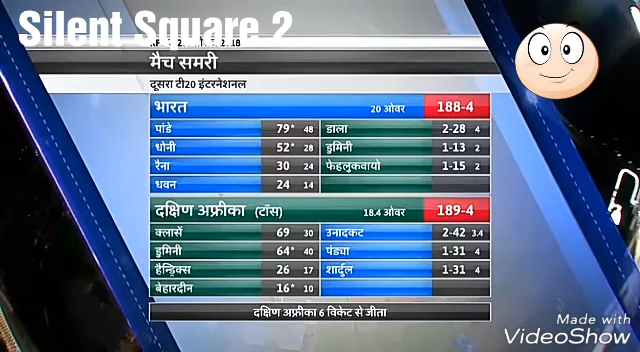 Silent Square 2
मैच समरी
दूसरा टी20 इंटरनेशनल
भारत 20 ओवर 188-4
पांडे 79* 48 डाला 2-28 4
धोनी 52* 28 डुमिनी 1-13 2
रैना 30 24 फेहलुकवायो 1-15 2
धवन 24 14
दक्षिण अफ्रीका (टॉस) 18.4 ओवर 189-4
क्लासें 69 30 उनादकट 2-42 3.4
डुमिनी 64* 40 पंड्या 1-31 4
हैन्ड्रिक्स 26 17 शार्दुल 1-31 4
बेहारदीन 16* 10
दक्षिण अफ्रीका 6 विकेट से जीता
Made with
VideoShow